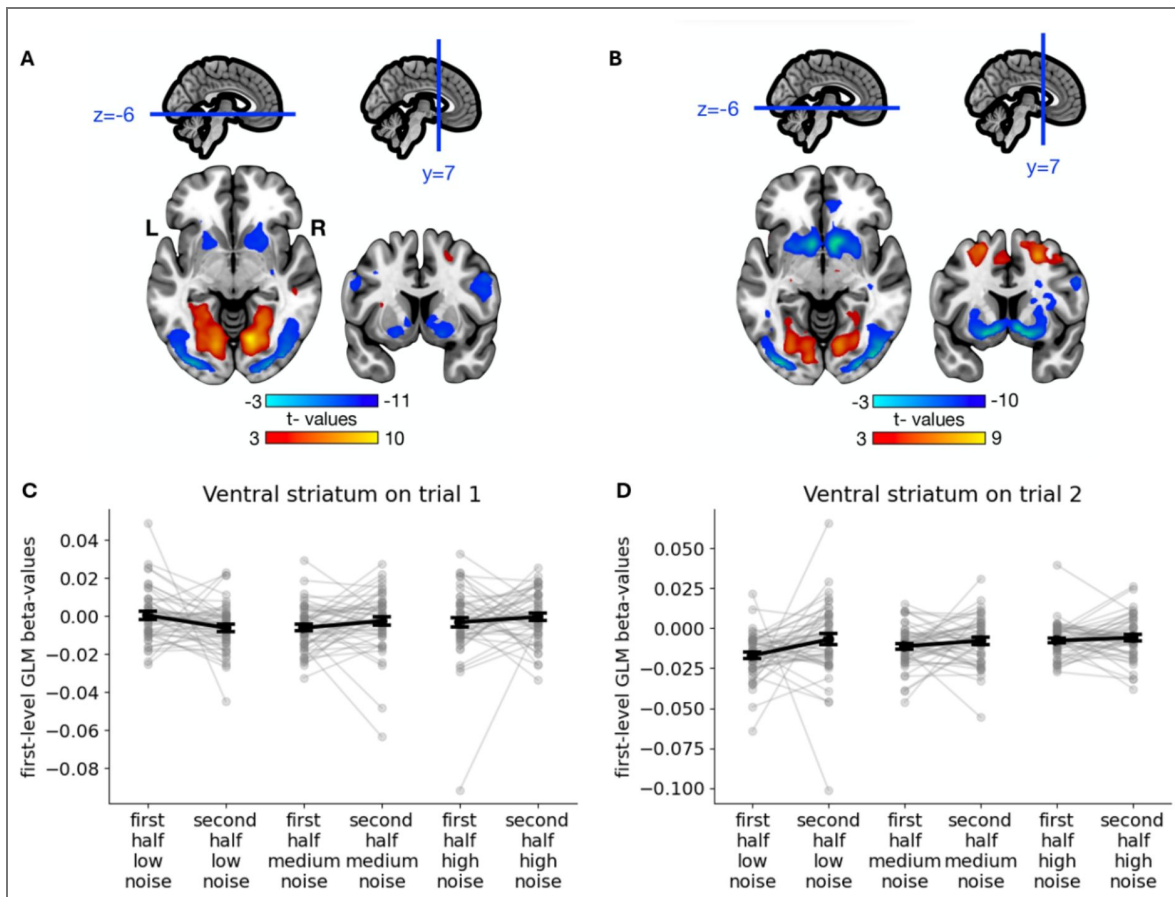 A
z=-6
y=7
L
R
-3
-11
t- values
3
10
B
z=-6
y=7
-3
-10
t- values
3
9
C
Ventral striatum on trial 1
first-level GLM beta-values
0.04
0.02
0.00
−0.02
−0.04
−0.06
−0.08
first
half
low
noise
second
half
low
noise
first
half
medium
noise
second
half
medium
noise
first
half
high
noise
second
half
high
noise
D
Ventral striatum on trial 2
first-level GLM beta-values
0.050
0.025
0.000
−0.025
−0.050
−0.075
−0.100
first
half
low
noise
second
half
low
noise
first
half
medium
noise
second
half
medium
noise
first
half
high
noise
second
half
high
noise